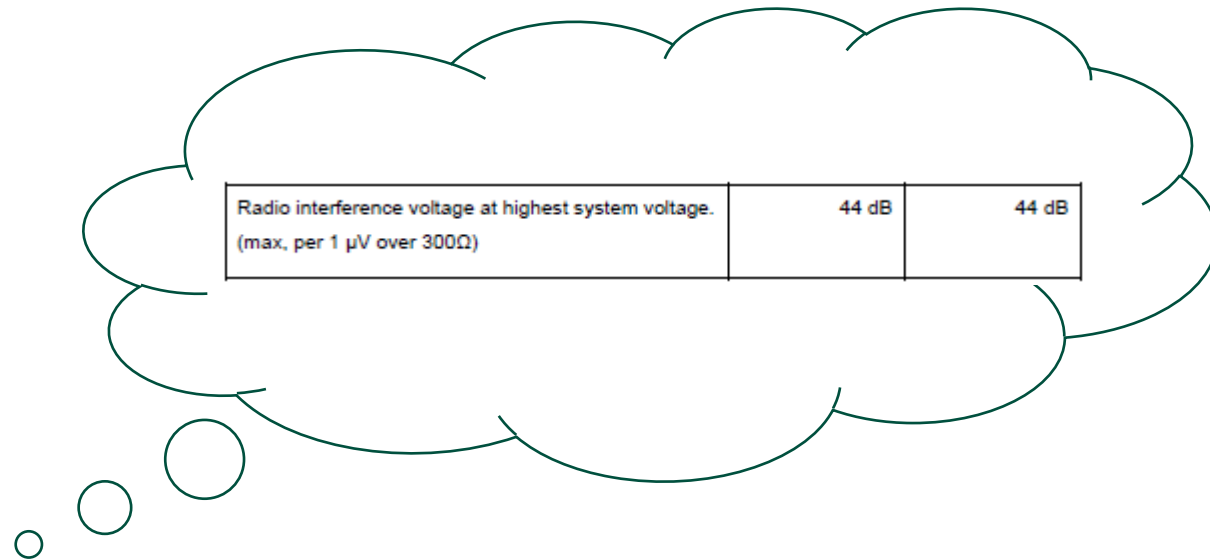 Radio interference voltage at highest system voltage. 44 dB 44 dB
(max, per 1 µV over 300Ω)